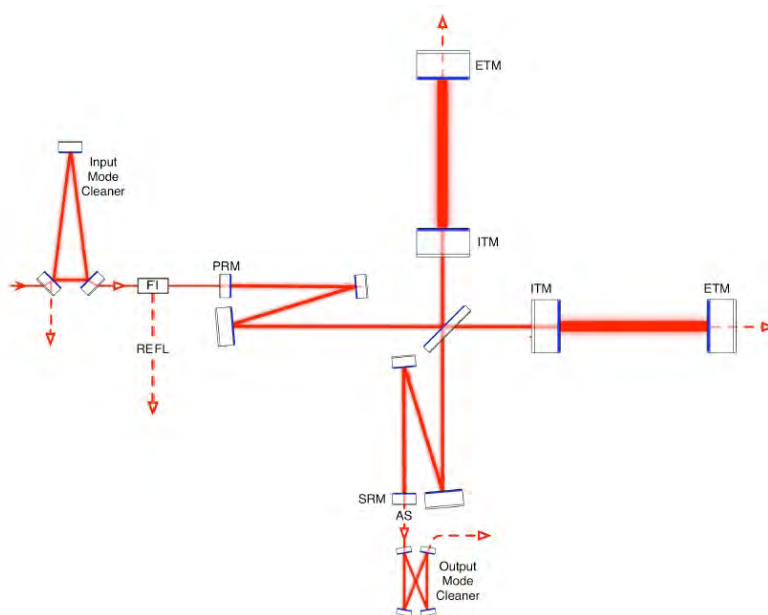 ETM
Input
Mode
Cleaner
ITM
PRM
FI
ITM
ETM
REFL
SRM
AS
Output
Mode
Cleaner